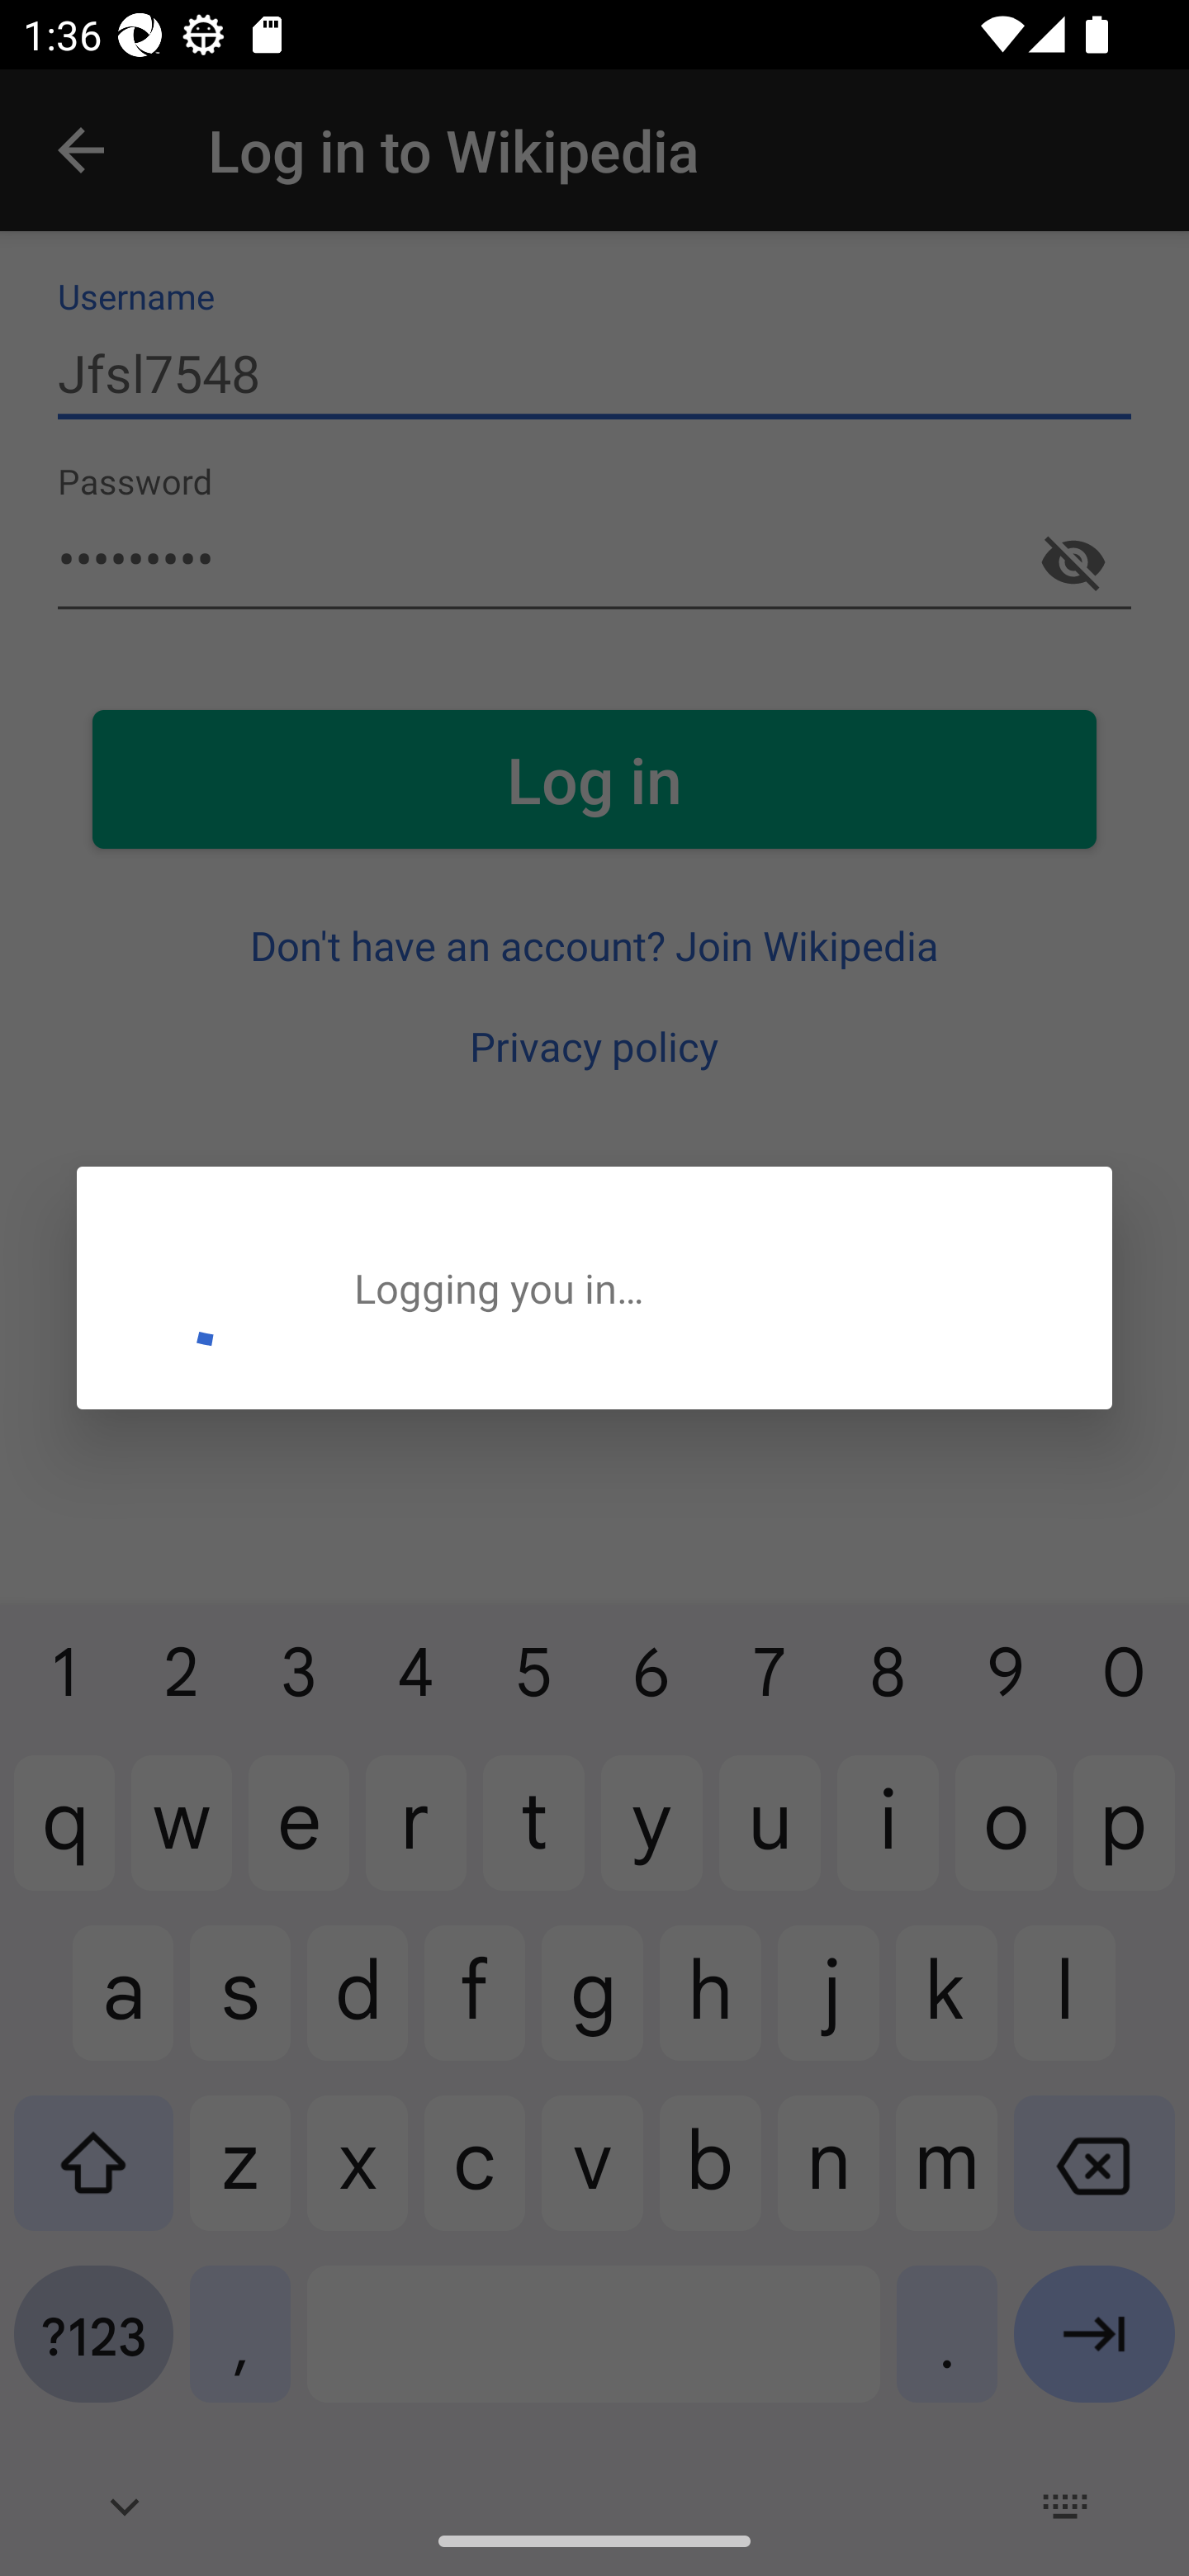 1:36
Log in to Wikipedia
Username
Jfsl7548
Password
•••••••••
Log in
Don't have an account? Join Wikipedia
Privacy policy
Logging you in…
1 2 3 4 5 6 7 8 9 0
q w e r t y u i o p
a s d f g h j k l
z x c v b n m
?123 , .